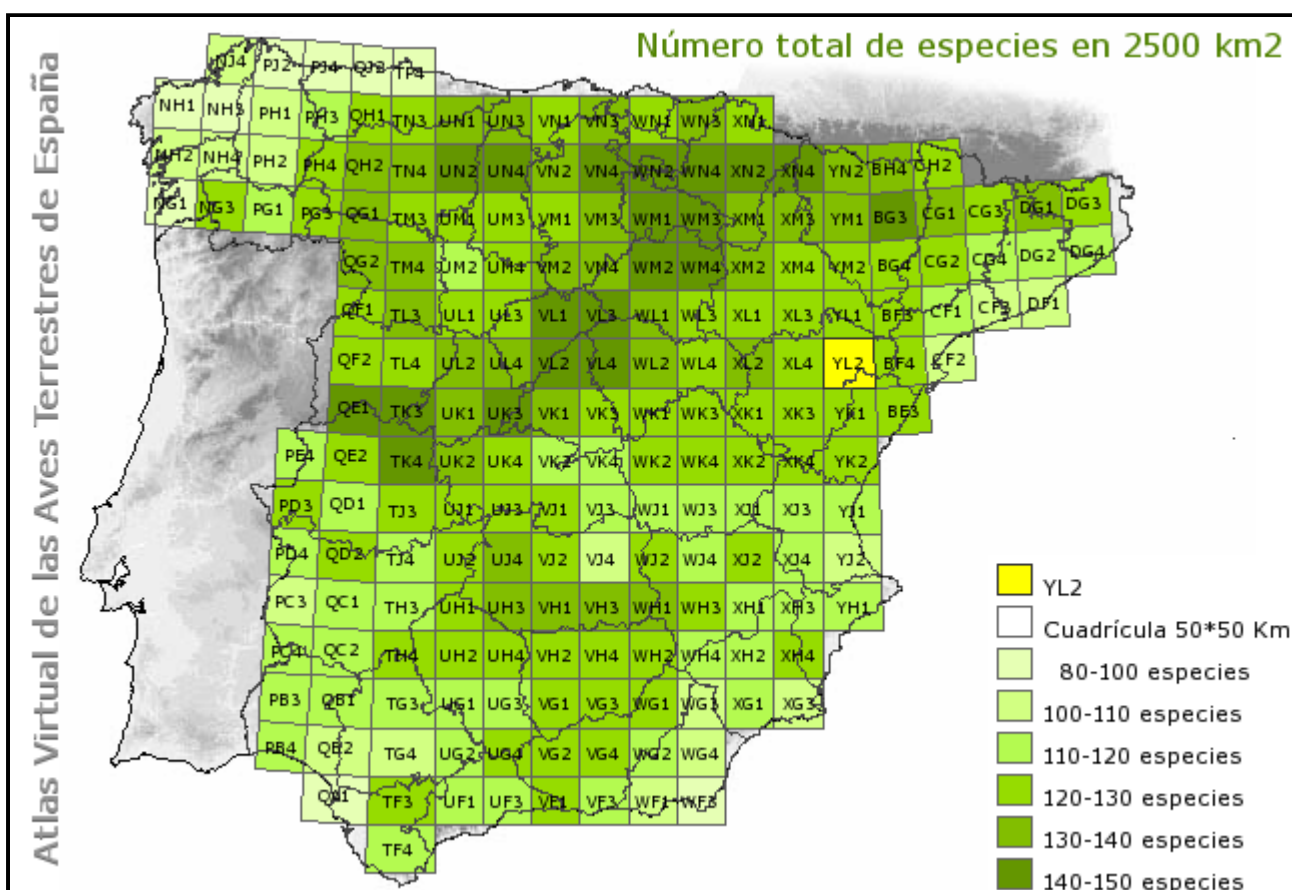 Número total de especies en 2500 km2
Atlas Virtual de las Aves Terrestres de España
NJ4 PJ2 PJ4 QJ2 TP4
NH1 NH3 PH1 PH3 QH1 TN3 UN1 UN3 VN1 VN3 WN1 WN3 XN1
NH2 NH4 PH2 PH4 QH2 TN4 UN2 UN4 VN2 VN4 WN2 WN4 XN2 XN4 YN2 BH4 CH2
NG1 NG3 PG1 PG3 QG1 TM3 UM1 UM3 VM1 VM3 WM1 WM3 XM1 XM3 YM1 BG3 CG1 CG3 DG1 DG3
QG2 TM4 UM2 UM4 VM2 VM4 WM2 WM4 XM2 XM4 YM2 BG4 CG2 CG4 DG2 DG4
QF1 TL3 UL1 UL3 VL1 VL3 WL1 WL3 XL1 XL3 YL1 BF3 CF1 CF3 DF1
QF2 TL4 UL2 UL4 VL2 VL4 WL2 WL4 XL2 XL4 YL2 BF4 CF2
QE1 TK3 UK1 UK3 VK1 VK3 WK1 WK3 XK1 XK3 YK1 BE3
PE4 QE2 TK4 UK2 UK4 VK2 VK4 WK2 WK4 XK2 XK4 YK2
PD3 QD1 TJ3 UJ1 UJ3 VJ1 VJ3 WJ1 WJ3 XJ1 XJ3 YJ1
PD4 QD2 TJ4 UJ2 UJ4 VJ2 VJ4 WJ2 WJ4 XJ2 XJ4 YJ2
PC3 QC1 TH3 UH1 UH3 VH1 VH3 WH1 WH3 XH1 XH3 YH1
PC4 QC2 TH4 UH2 UH4 VH2 VH4 WH2 WH4 XH2 XH4
PB3 QB1 TG3 UG1 UG3 VG1 VG3 WG1 WG3 XG1 XG3
PB4 QB2 TG4 UG2 UG4 VG2 VG4 WG2 WG4
QA1 TF3 UF1 UF3 VF1 VF3 WF1 WF3
TF4
YL2
Cuadrícula 50*50 Km
80-100 especies
100-110 especies
110-120 especies
120-130 especies
130-140 especies
140-150 especies